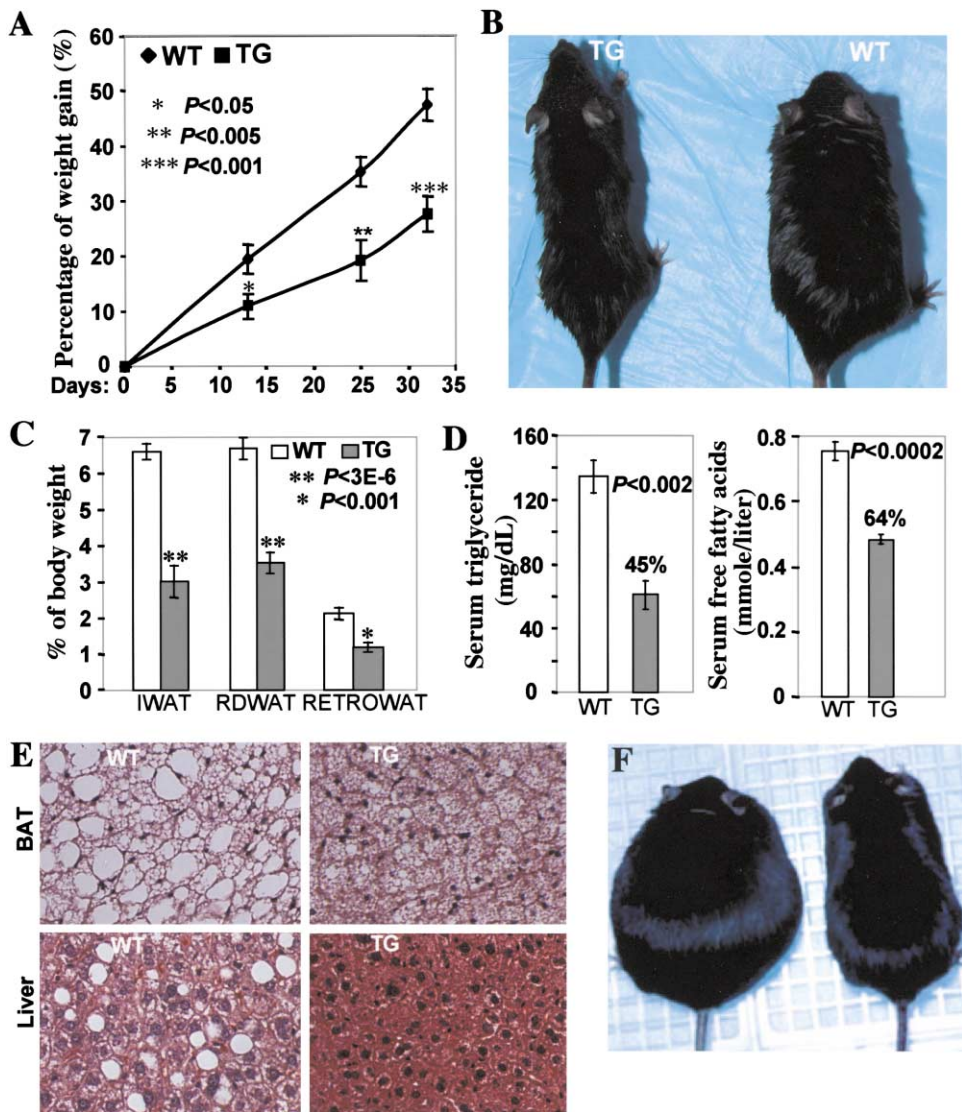 A
Percentage of weight gain (%)
60
50
40
30
20
10
0
WT TG
* P<0.05
** P<0.005
*** P<0.001
*
**
***
Days: 0 5 10 15 20 25 30 35
B
TG WT
C
% of body weight
7
6
5
4
3
2
1
0
WT TG
** P<3E-6
* P<0.001
**
**
*
IWAT RDWAT RETROWAT
D
Serum triglyceride
(mg/dL)
160
120
80
40
0
P<0.002
45%
WT TG
Serum free fatty acids
(mmole/liter)
0.8
0.6
0.4
0.2
0
P<0.0002
64%
WT TG
E
BAT
WT TG
Liver
WT TG
F